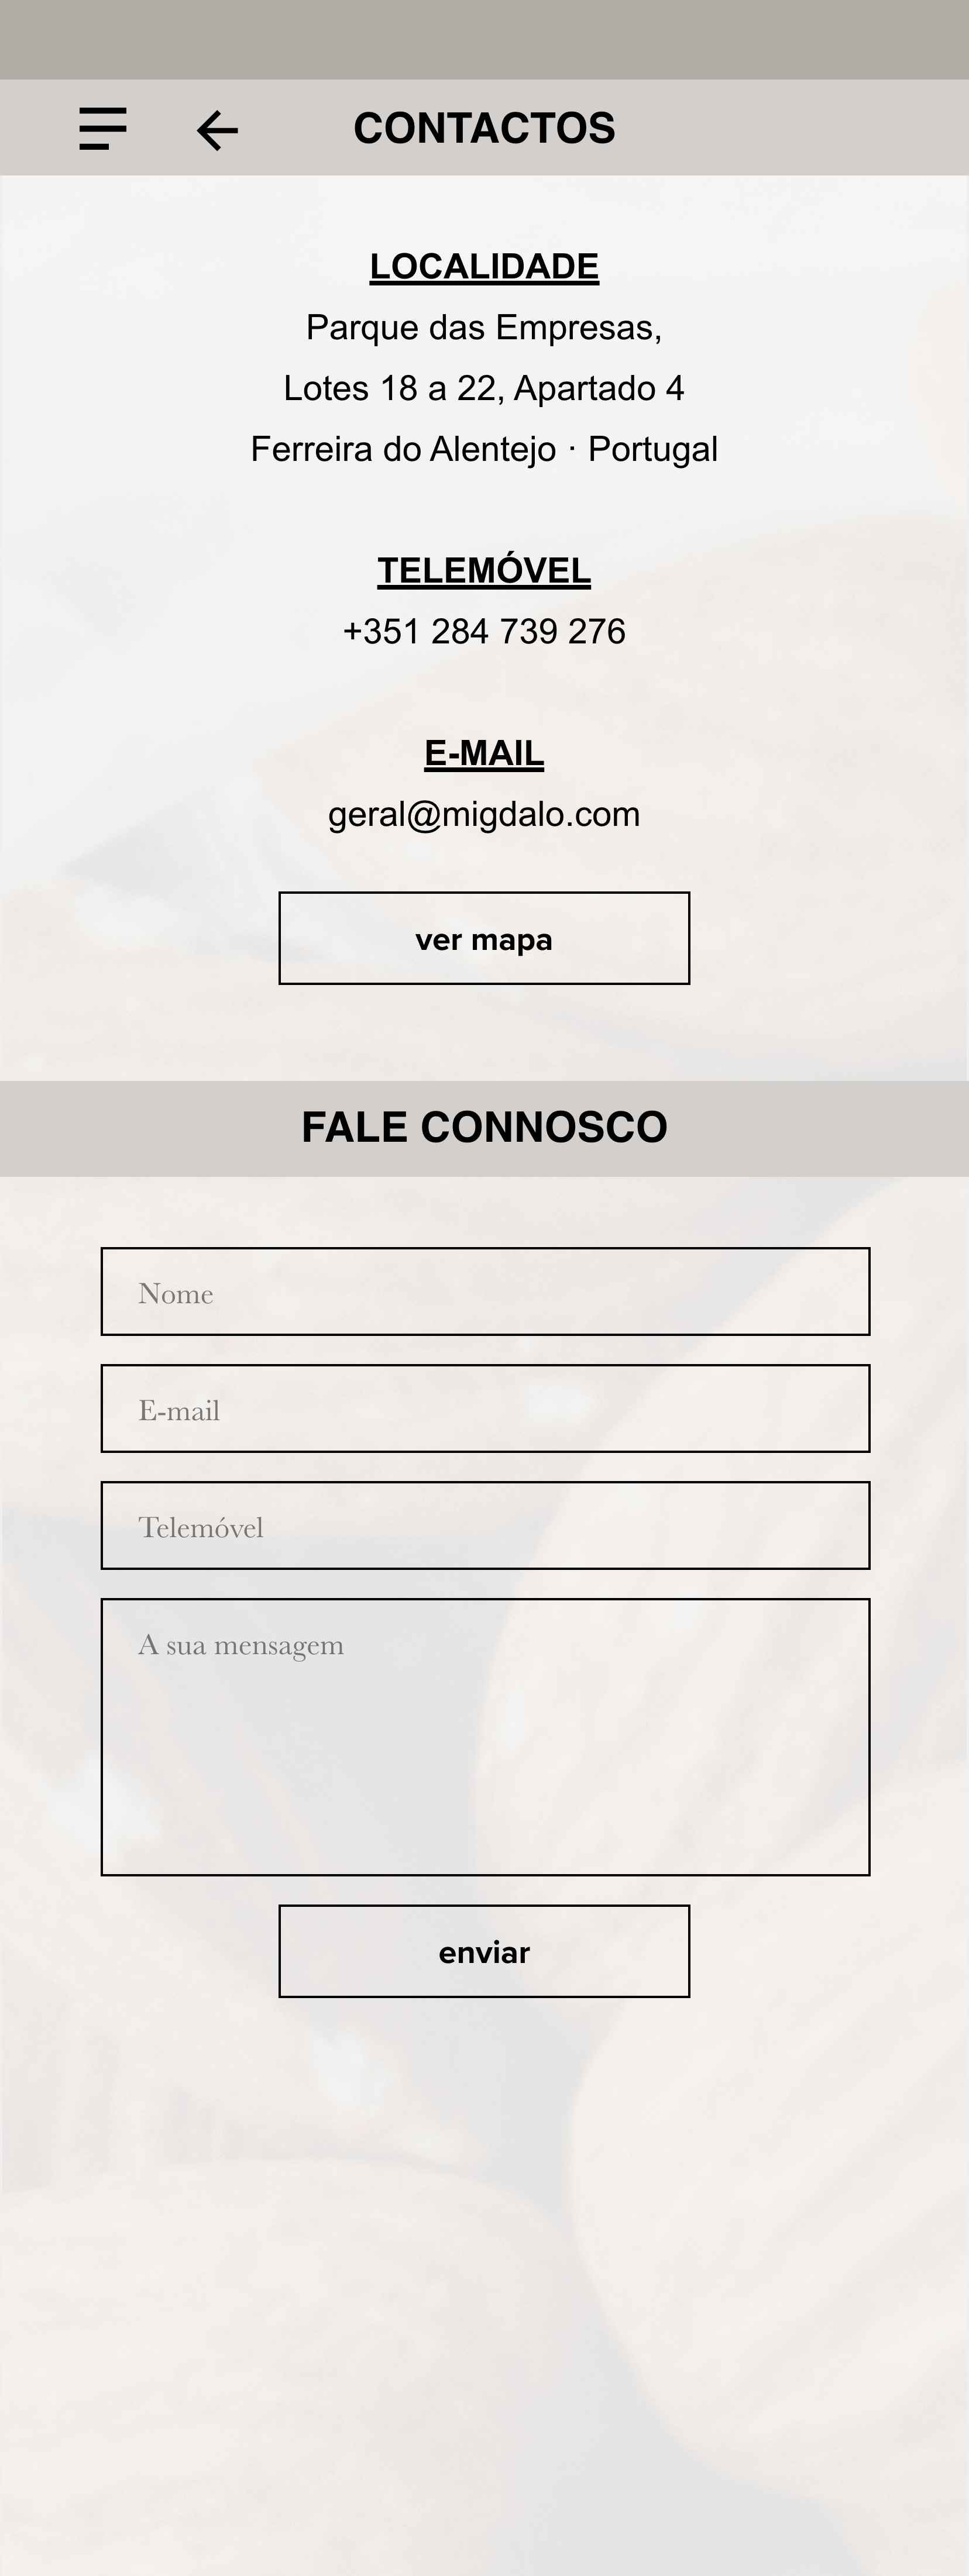 CONTACTOS
LOCALIDADE
Parque das Empresas,
Lotes 18 a 22, Apartado 4
Ferreira do Alentejo · Portugal
TELEMÓVEL
+351 284 739 276
E-MAIL
geral@migdalo.com
ver mapa
FALE CONNOSCO
Nome
E-mail
Telemóvel
A sua mensagem
enviar